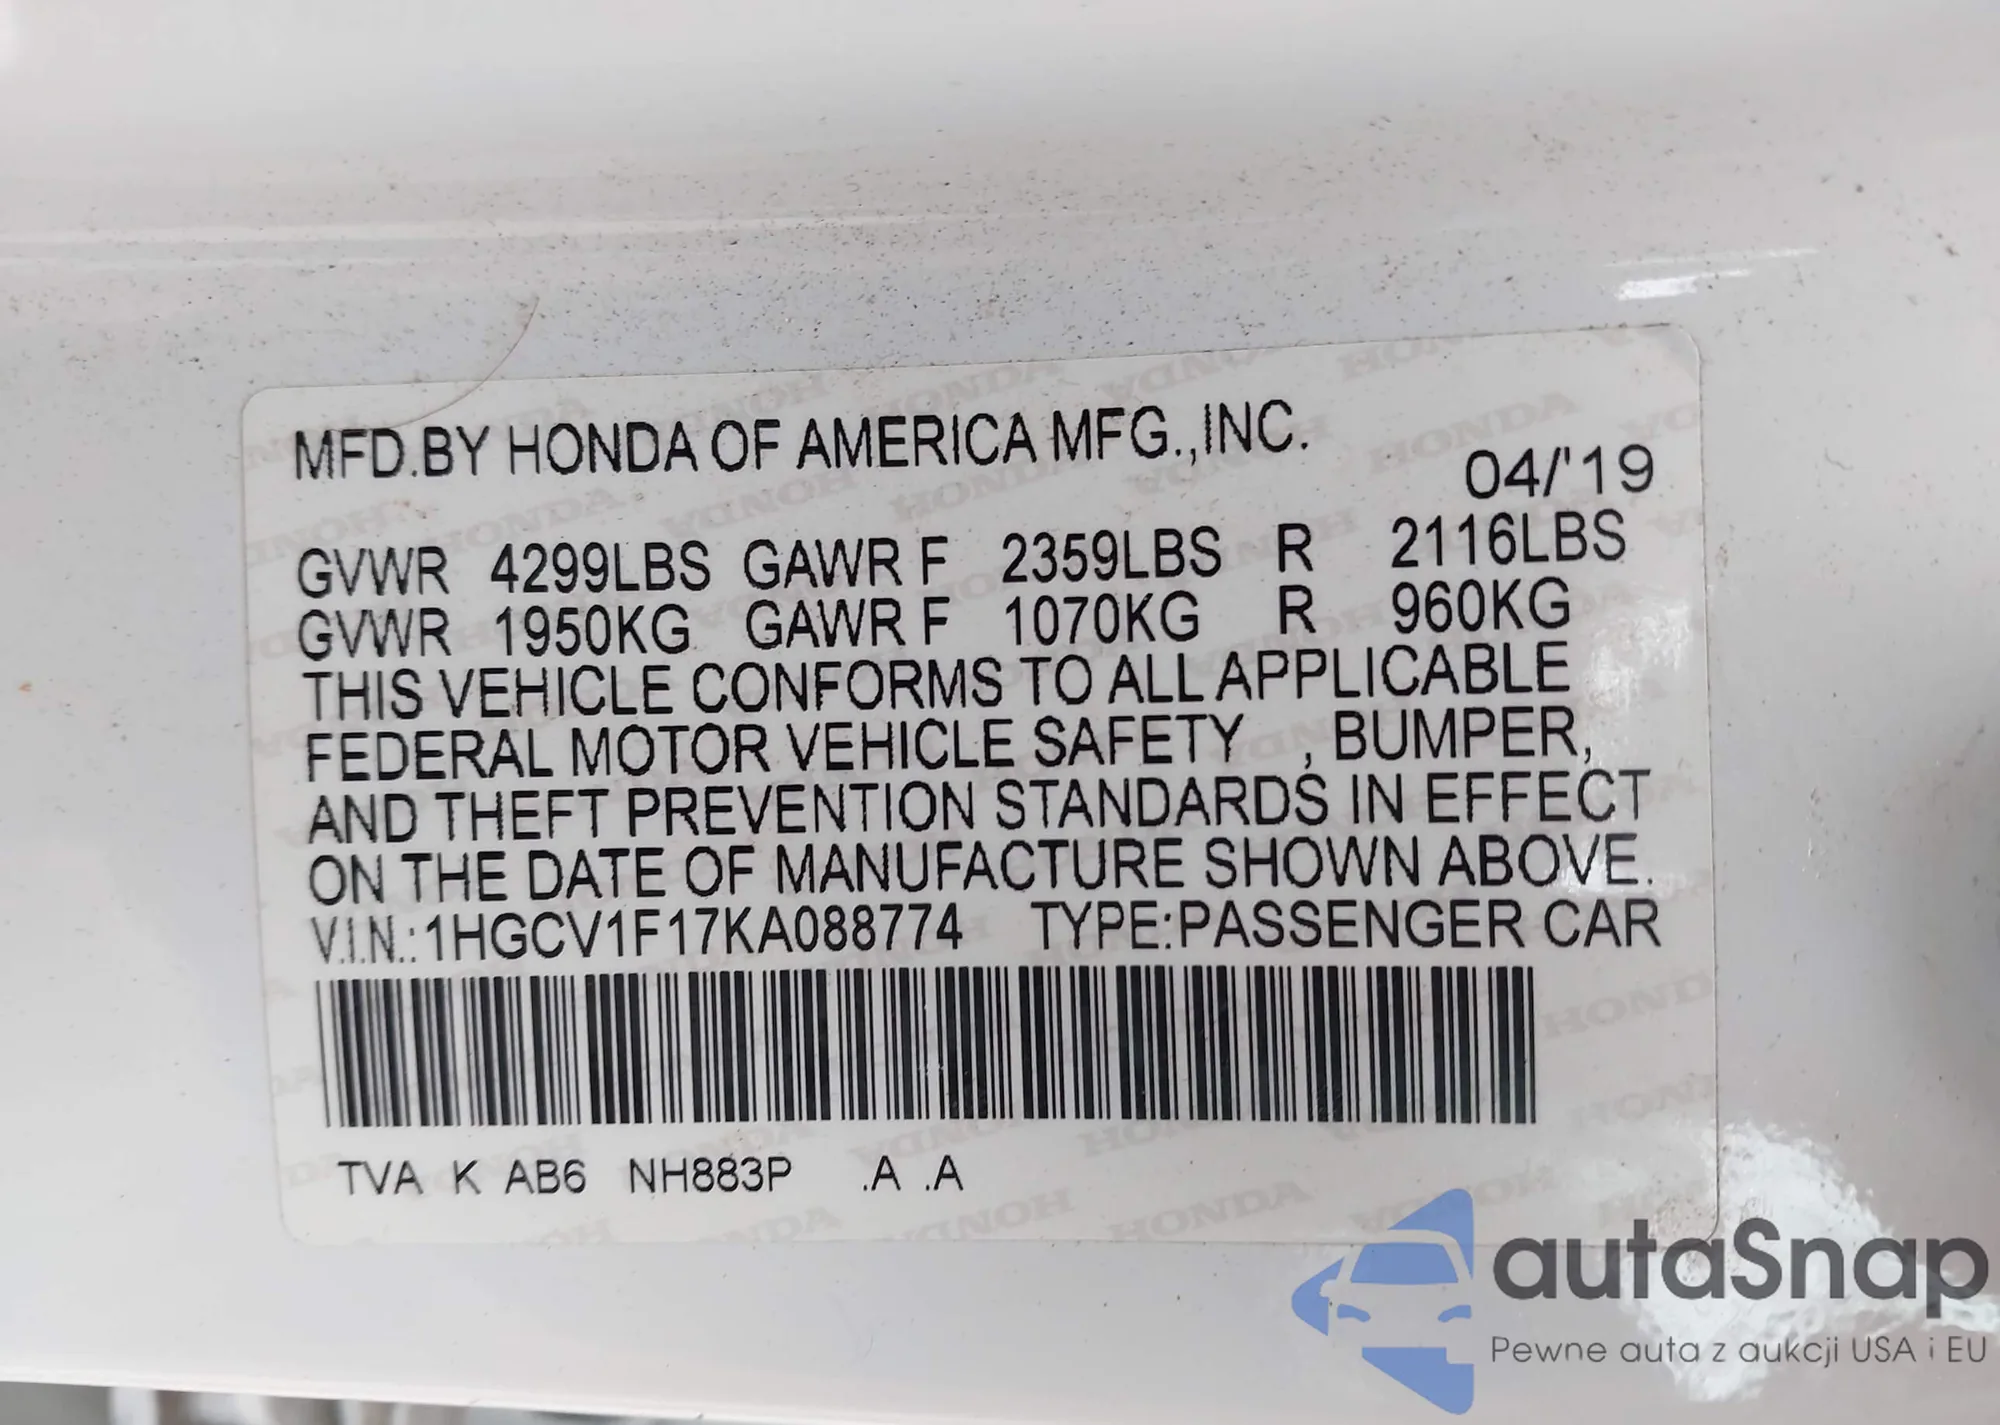 MFD.BY HONDA OF AMERICA MFG.,INC.
04/'19
GVWR 4299LBS GAWR F 2359LBS R 2116LBS
GVWR 1950KG GAWR F 1070KG R 960KG
THIS VEHICLE CONFORMS TO ALL APPLICABLE
FEDERAL MOTOR VEHICLE SAFETY , BUMPER,
AND THEFT PREVENTION STANDARDS IN EFFECT
ON THE DATE OF MANUFACTURE SHOWN ABOVE.
V.I.N.:1HGCV1F17KA088774 TYPE:PASSENGER CAR
TVA K AB6 NH883P .A .A
autaSnap
Pewne auta z aukcji USA i EU